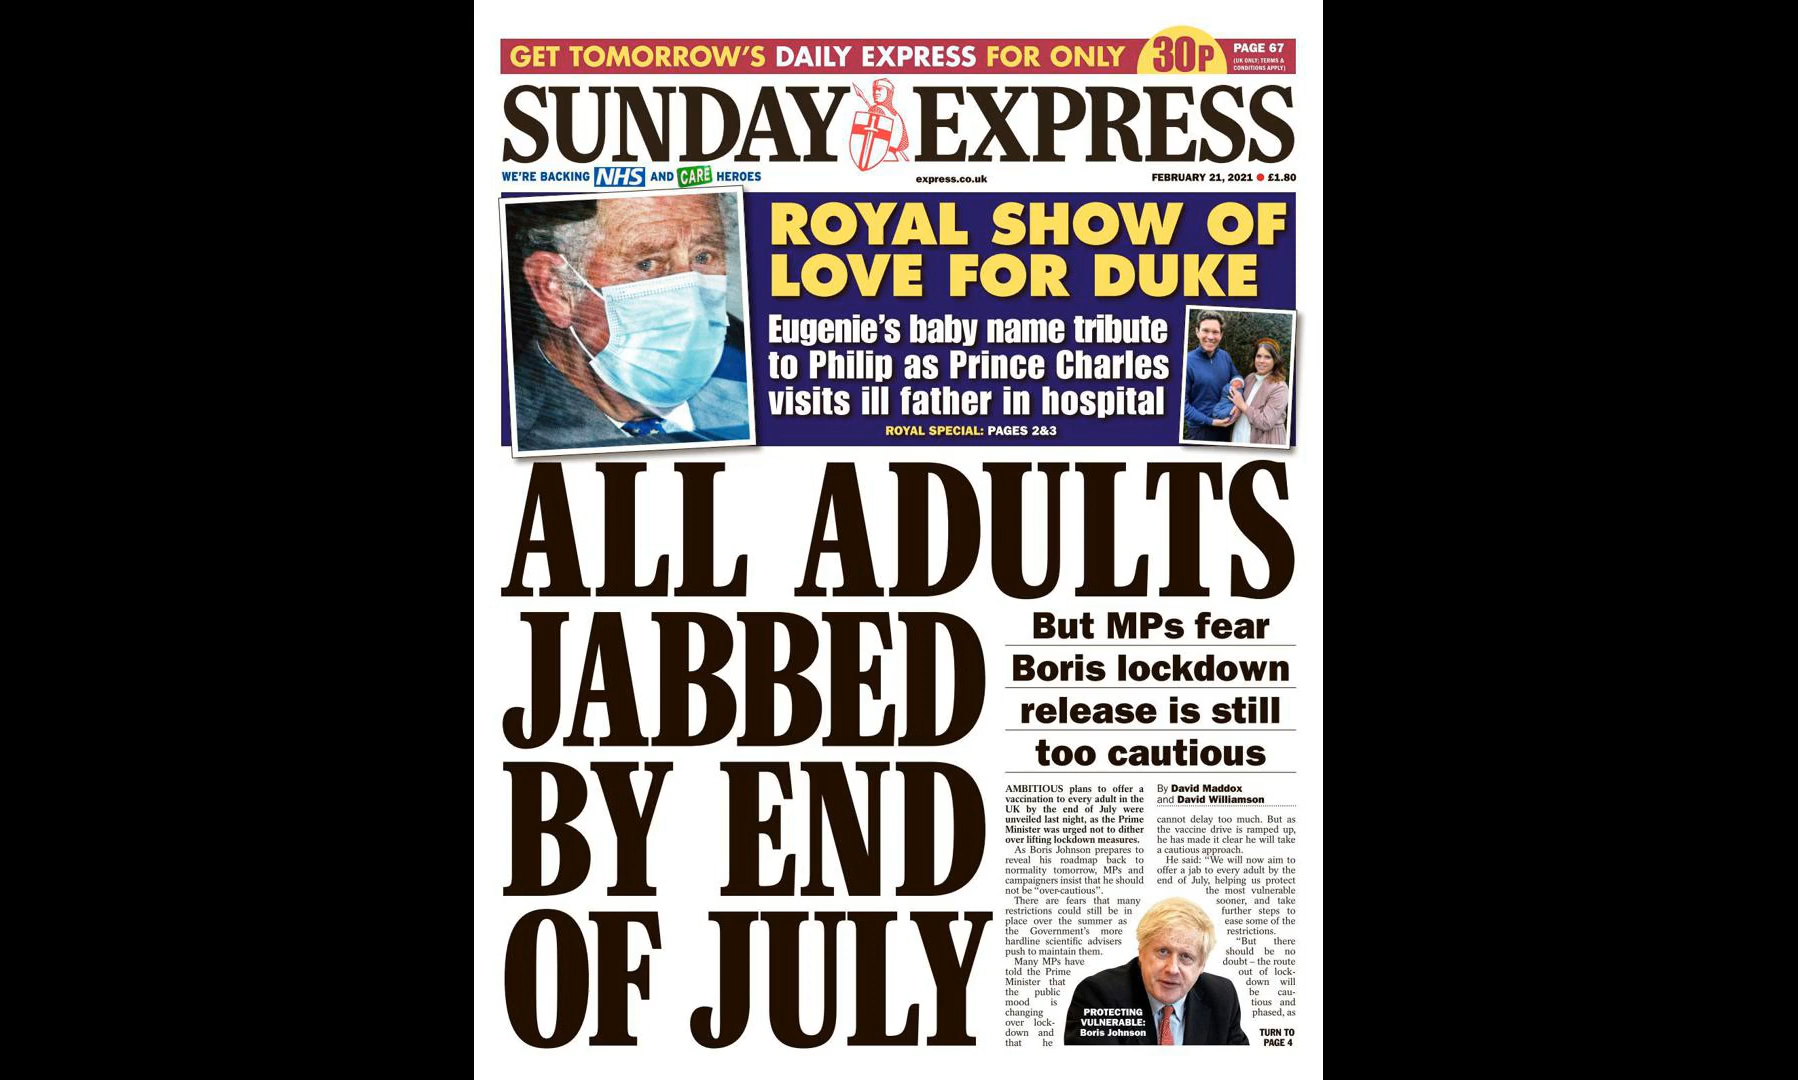 GET TOMORROW'S DAILY EXPRESS FOR ONLY 30P PAGE 67
(UK ONLY; TERMS &
CONDITIONS APPLY)
SUNDAY EXPRESS
WE'RE BACKING NHS AND CARE HEROES
express.co.uk
FEBRUARY 21, 2021 ● £1.80
ROYAL SHOW OF
LOVE FOR DUKE
Eugenie's baby name tribute
to Philip as Prince Charles
visits ill father in hospital
ROYAL SPECIAL: PAGES 2&3
ALL ADULTS
JABBED
BY END
OF JULY
But MPs fear
Boris lockdown
release is still
too cautious
AMBITIOUS plans to offer a
vaccination to every adult in the
UK by the end of July were
unveiled last night, as the Prime
Minister was urged not to dither
over lifting lockdown measures.
As Boris Johnson prepares to
reveal his roadmap back to
normality tomorrow, MPs and
campaigners insist that he should
not be "over-cautious".
There are fears that many
restrictions could still be in
place over the summer as
the Government's more
hardline scientific advisers
push to maintain them.
Many MPs have
told the Prime
Minister that
the public
mood is
changing
over lock-
down and
that he
By David Maddox
and David Williamson
cannot delay too much. But as
the vaccine drive is ramped up,
he has made it clear he will take
a cautious approach.
He said: "We will now aim to
offer a jab to every adult by the
end of July, helping us protect
the most vulnerable
sooner, and take
further steps to
ease some of the
restrictions.
"But there
should be no
doubt – the route
out of lock-
down will
be cau-
tious and
phased, as
TURN TO
PAGE 4
PROTECTING
VULNERABLE:
Boris Johnson